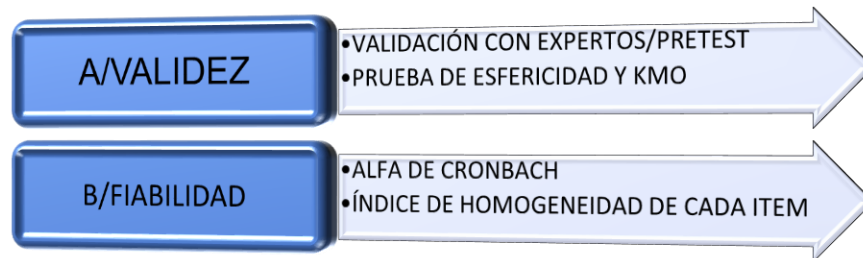 A/VALIDEZ
•VALIDACIÓN CON EXPERTOS/PRETEST
•PRUEBA DE ESFERICIDAD Y KMO
B/FIABILIDAD
•ALFA DE CRONBACH
•ÍNDICE DE HOMOGENEIDAD DE CADA ITEM